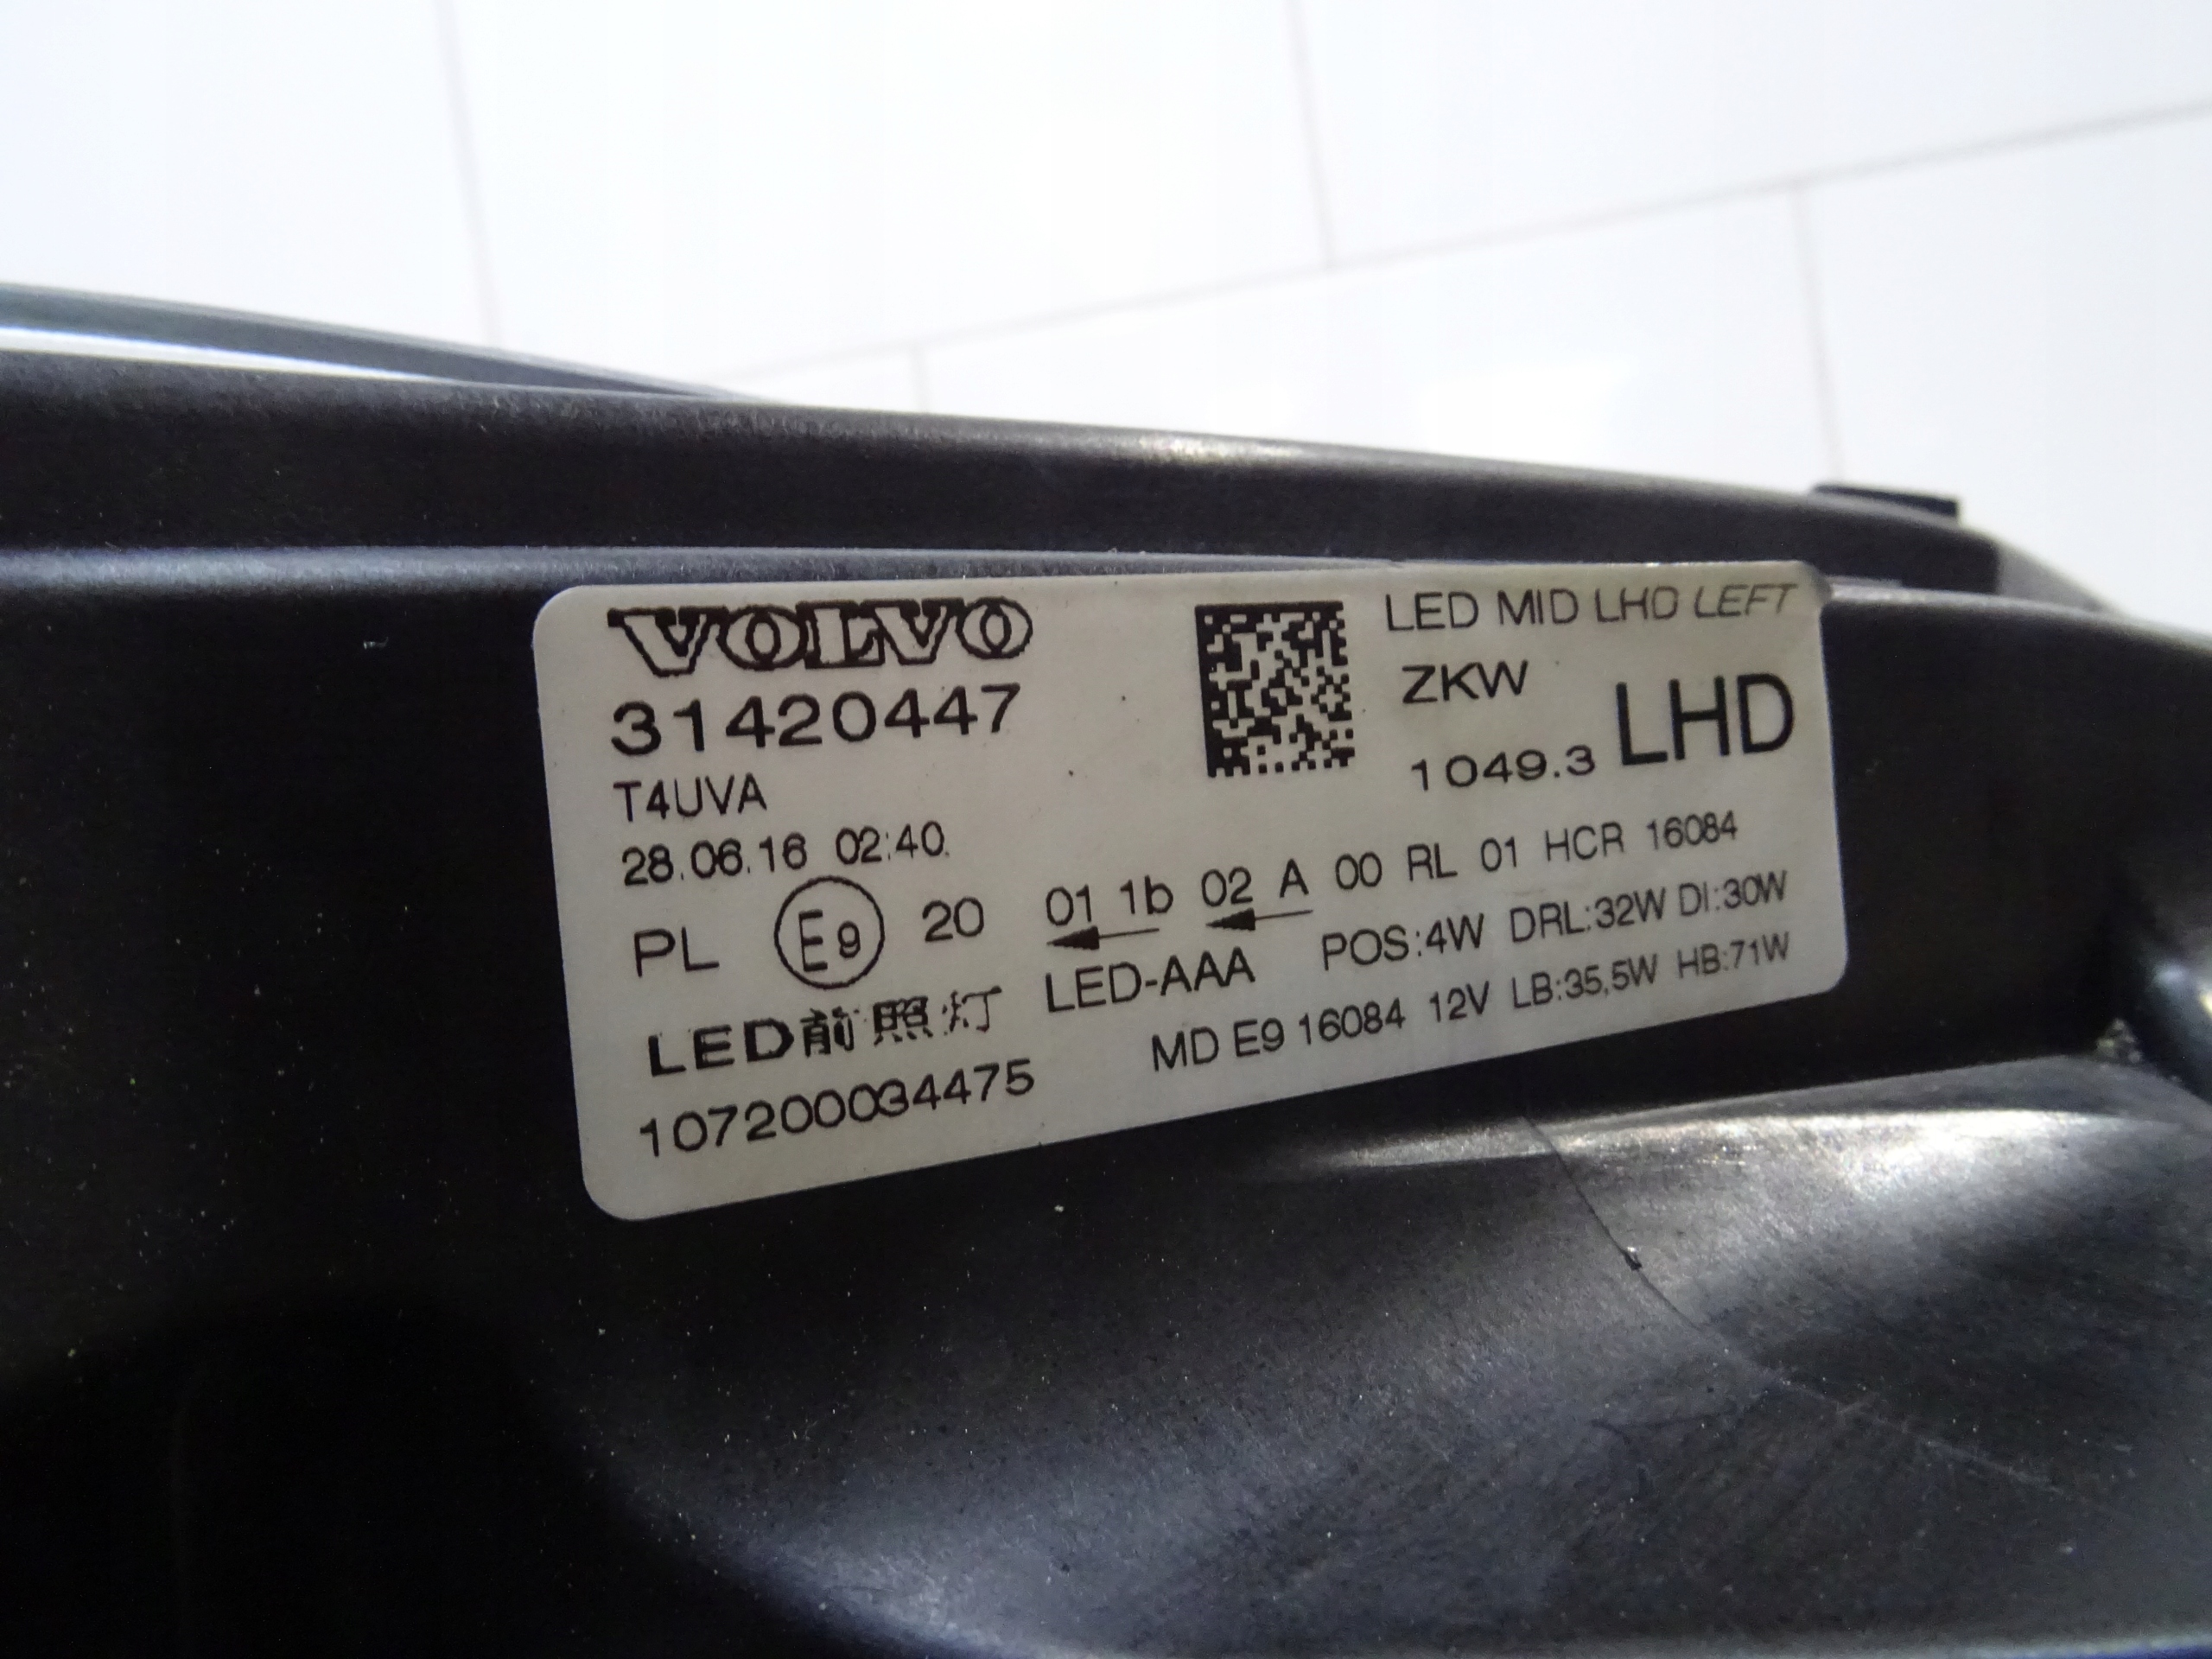 VOLVO
31420447
T4UVA
28.06.16 02:40
LED MID LHD LEFT
ZKW
1049.3 LHD
PL E9 20 01 1b 02 A 00 RL 01 HCR 16084
LED前照灯 LED-AAA POS:4W DRL:32W DI:30W
107200034475 MD E9 16084 12V LB:35,5W HB:71W